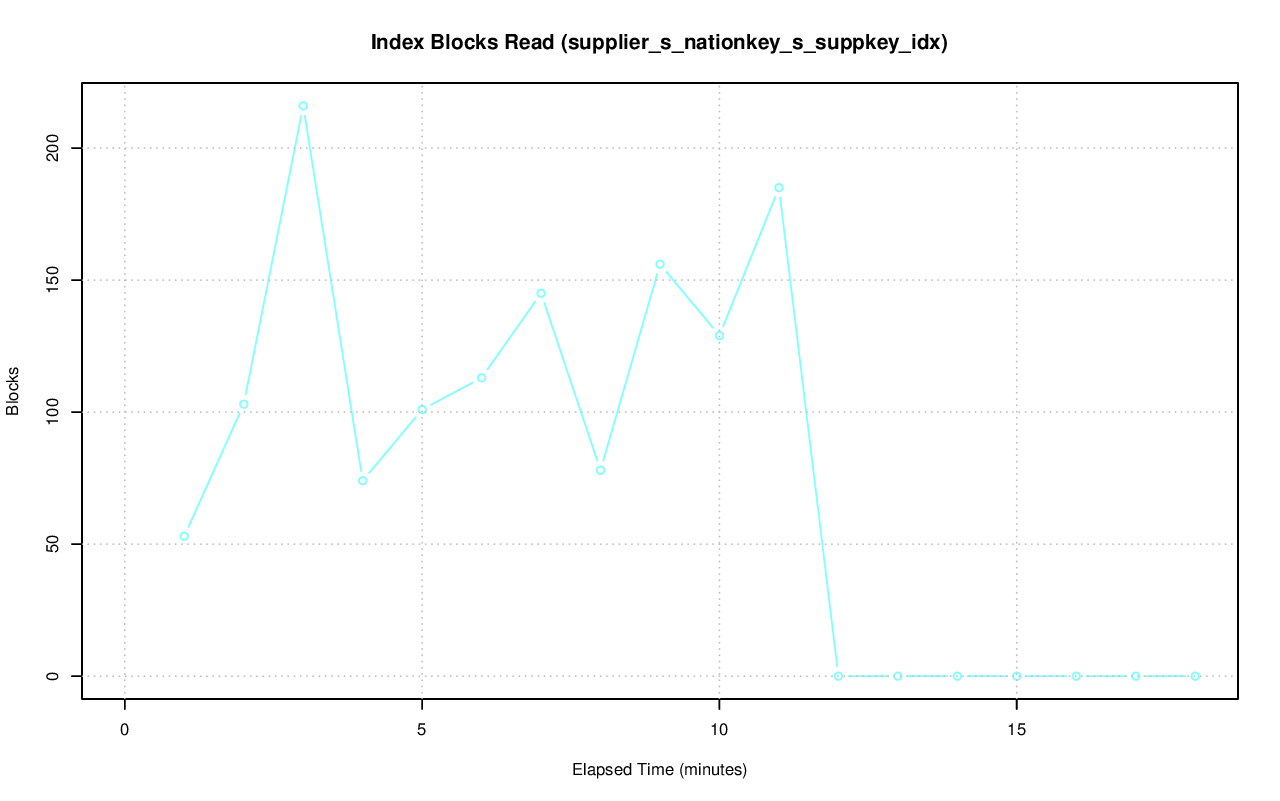 Index Blocks Read (supplier_s_nationkey_s_suppkey_idx)
Blocks
200
150
100
50
0
0 5 10 15
Elapsed Time (minutes)